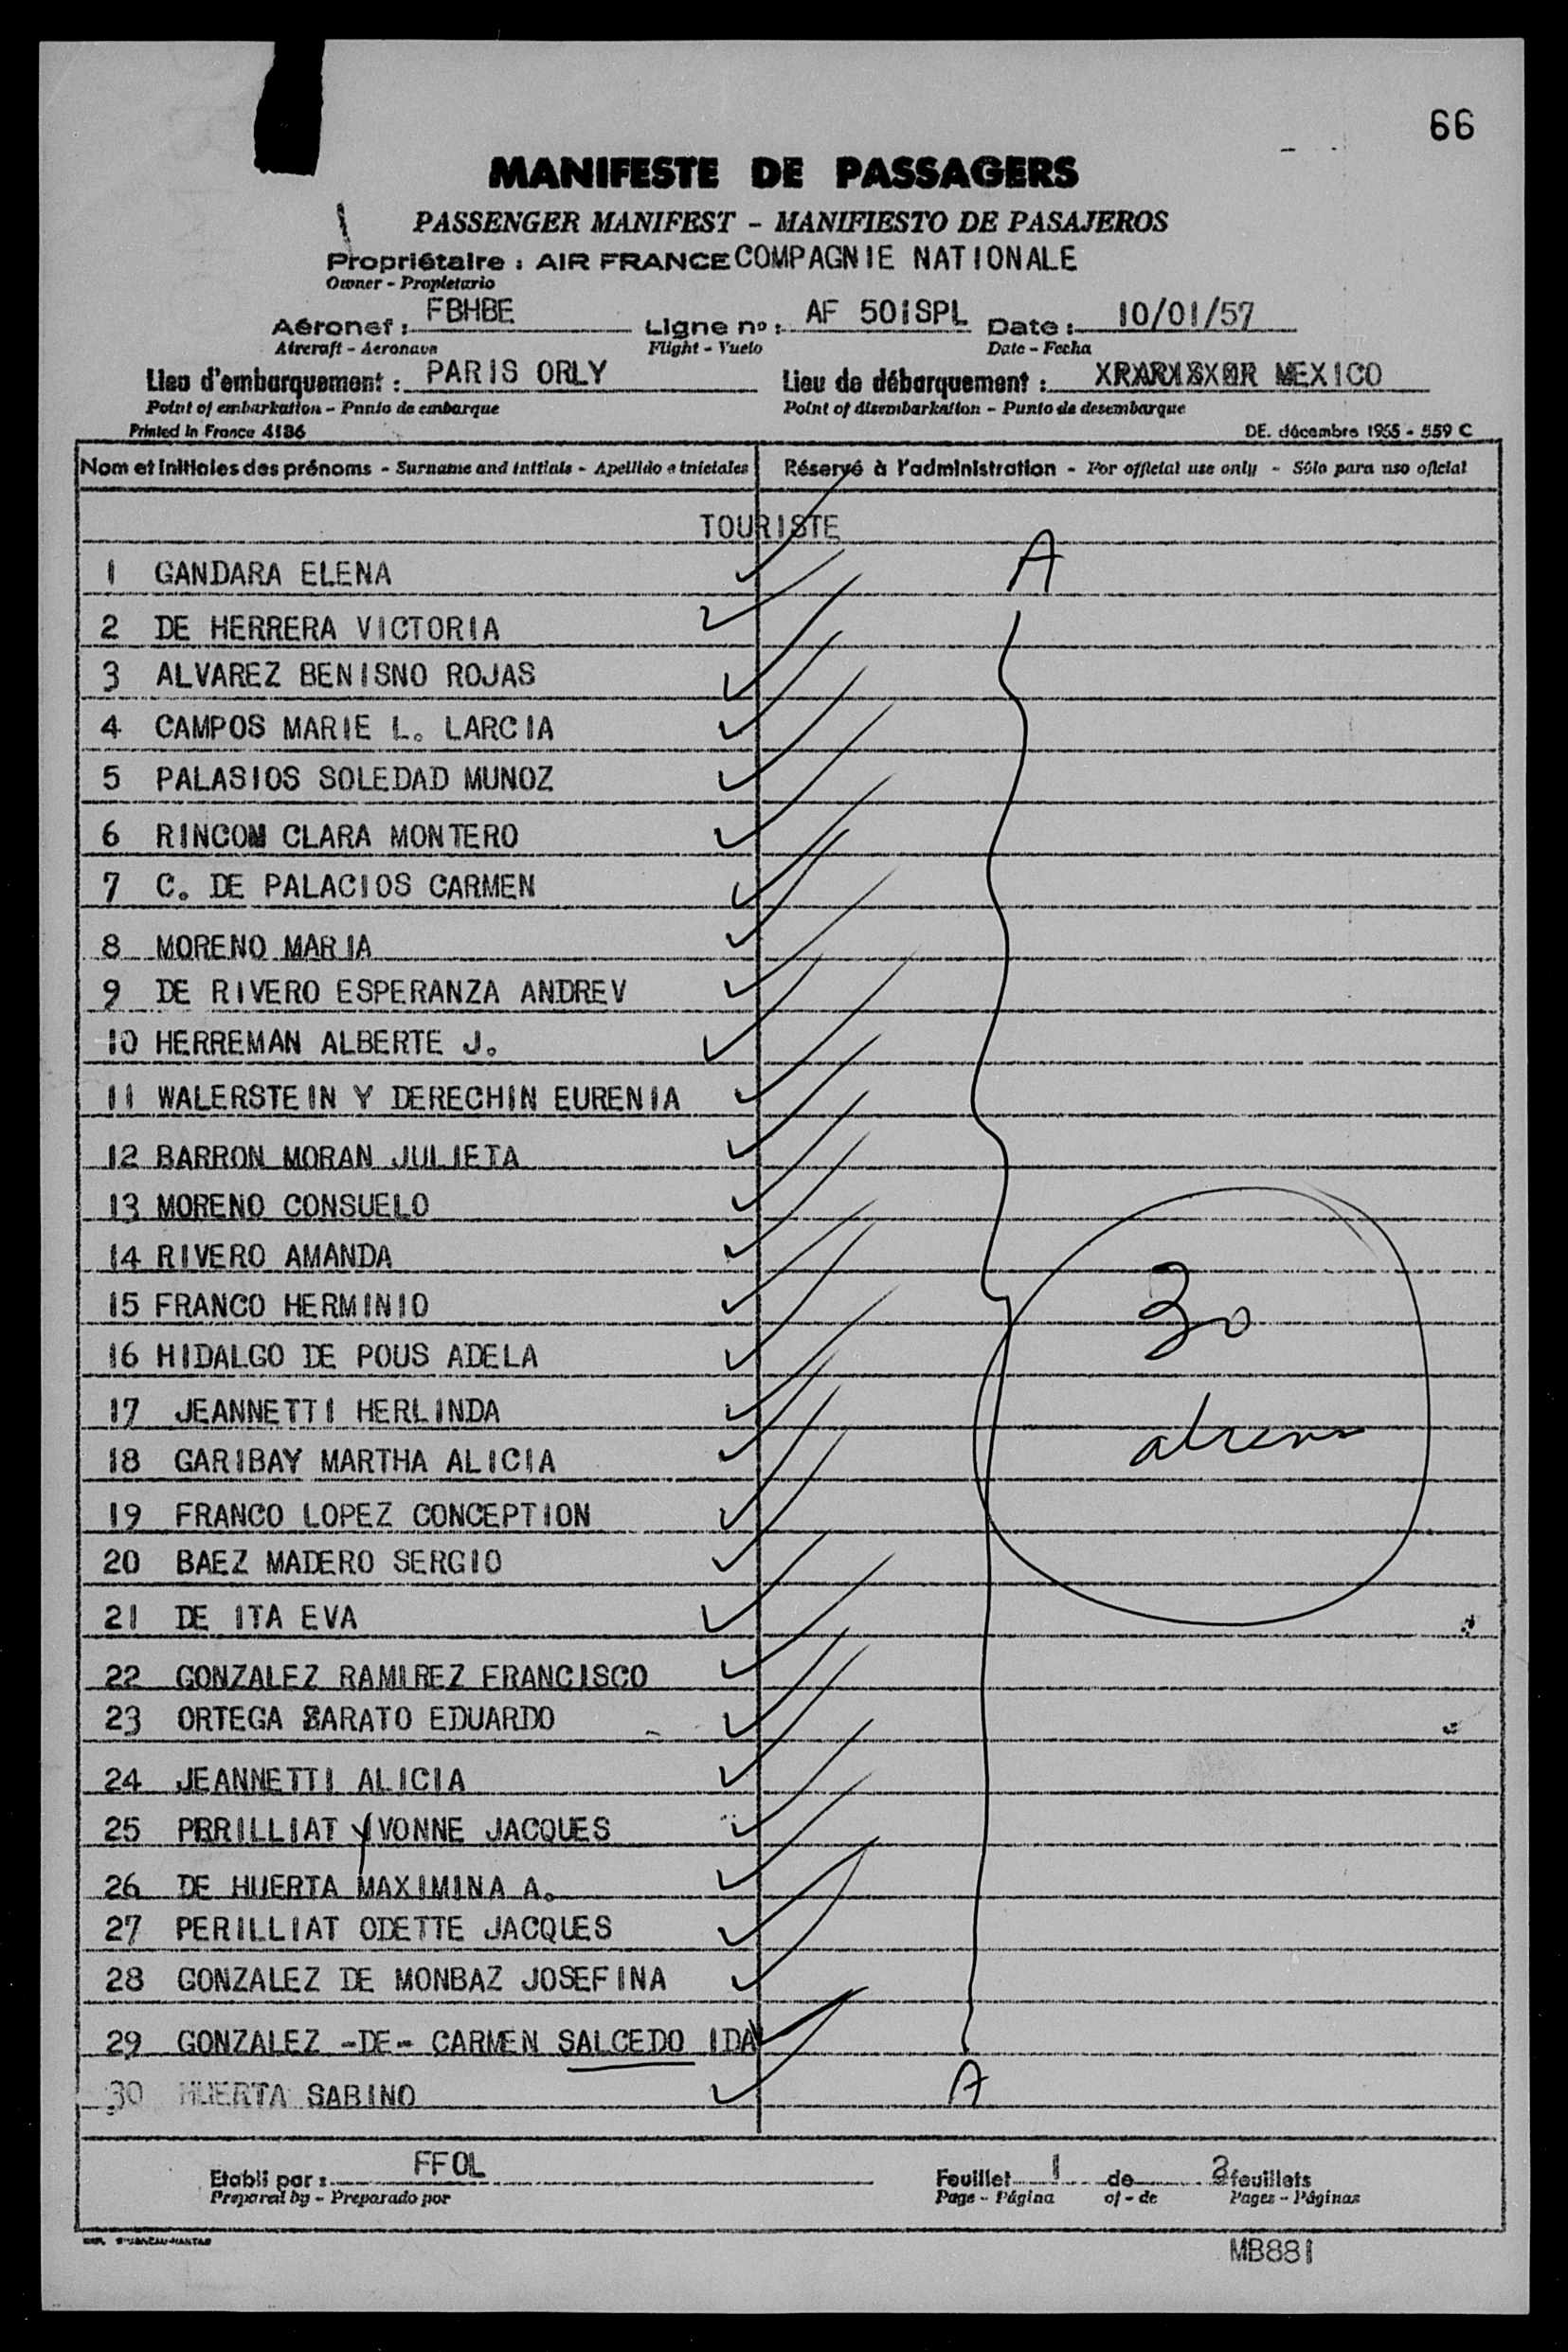 66
MANIFESTE DE PASSAGERS
PASSENGER MANIFEST - MANIFIESTO DE PASAJEROS
Propriétaire : AIR FRANCE COMPAGNIE NATIONALE
Owner - Propietario
Aéronef : FBHBE Ligne no : AF 501SPL Date : 10/01/57
Aircraft - Aeronave Flight - Vuelo Date - Fecha
Lieu d'embarquement : PARIS ORLY Lieu de débarquement : MEXICO
Point of embarkation - Punto de embarque Point of disembarkation - Punto de desembarque
Printed in France 4186 DE. décembre 1955 - 559 C
Nom et initiales des prénoms - Surname and initials - Apellido e iniciales Réservé à l'administration - For official use only - Sólo para uso oficial
TOURISTE
1 GANDARA ELENA A
2 DE HERRERA VICTORIA
3 ALVAREZ BENISNO ROJAS
4 CAMPOS MARIE L. LARCIA
5 PALASIOS SOLEDAD MUNOZ
6 RINCOM CLARA MONTERO
7 C. DE PALACIOS CARMEN
8 MORENO MARIA
9 DE RIVERO ESPERANZA ANDREV
10 HERREMAN ALBERTE J.
11 WALERSTEIN Y DERECHIN EURENIA
12 BARRON MORAN JULIETA
13 MORENO CONSUELO
14 RIVERO AMANDA
15 FRANCO HERMINIO 30
16 HIDALGO DE POUS ADELA
17 JEANNETTI HERLINDA
18 GARIBAY MARTHA ALICIA
19 FRANCO LOPEZ CONCEPTION
20 BAEZ MADERO SERGIO
21 DE ITA EVA
22 GONZALEZ RAMIREZ FRANCISCO
23 ORTEGA ZARATO EDUARDO
24 JEANNETTI ALICIA
25 PRRILLIAT YVONNE JACQUES
26 DE HUERTA MAXIMINA A.
27 PERILLIAT ODETTE JACQUES
28 GONZALEZ DE MONBAZ JOSEFINA
29 GONZALEZ -DE- CARMEN SALCEDO IDA
30 HUERTA SABINO A
Etabli par : FFOL Feuillet 1 de feuillets
Prepared by - Preparado por Page - Página of - de Pages - Páginas
MB881